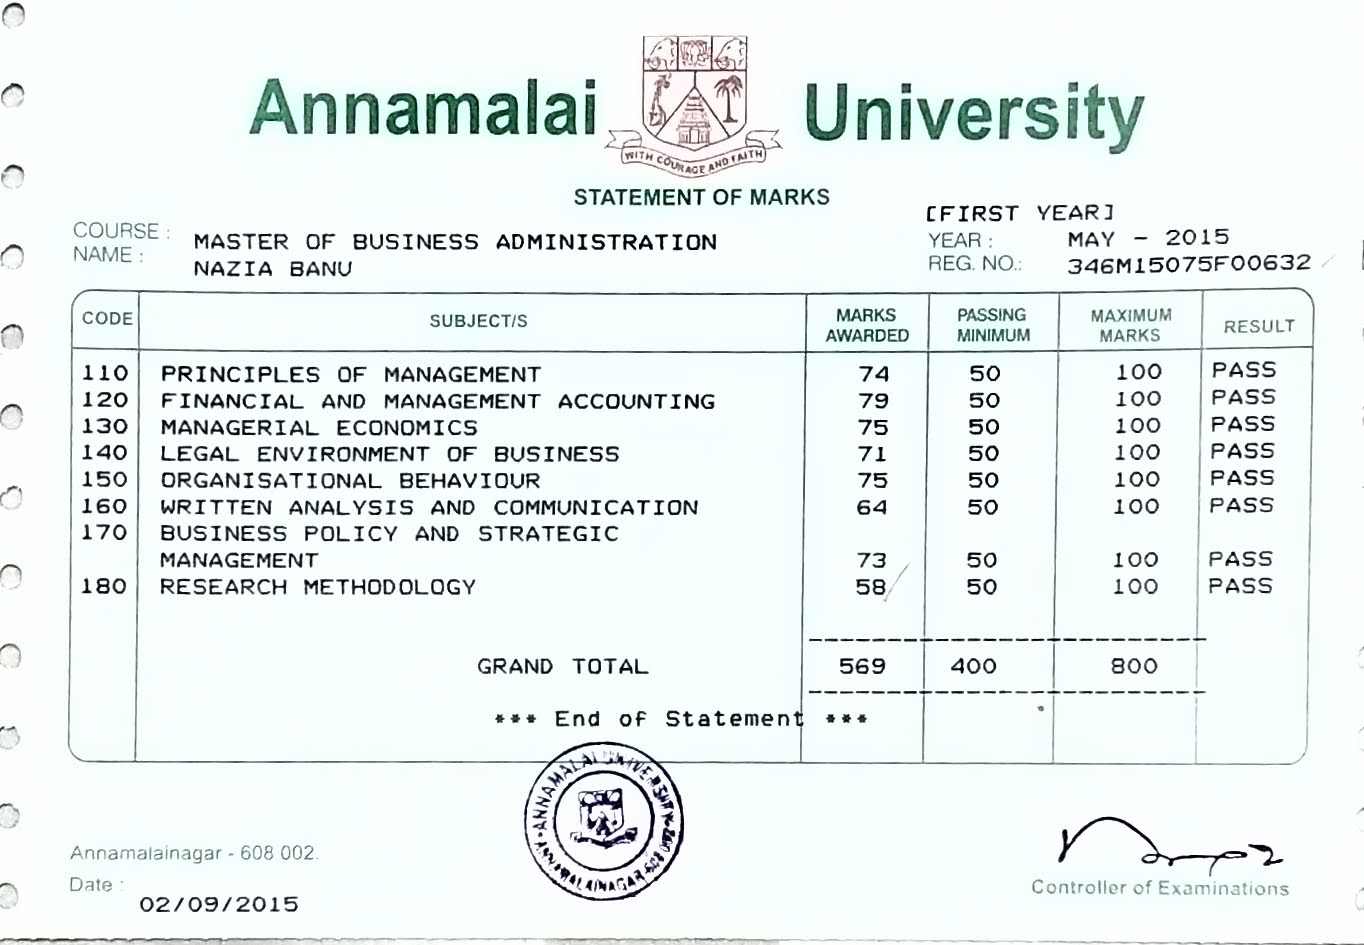 Annamalai University
WITH COURAGE AND FAITH
STATEMENT OF MARKS
[FIRST YEAR]
COURSE : MASTER OF BUSINESS ADMINISTRATION
YEAR : MAY - 2015
NAME : NAZIA BANU
REG. NO.: 346M15075F00632
CODE SUBJECT/S MARKS AWARDED PASSING MINIMUM MAXIMUM MARKS RESULT
110 PRINCIPLES OF MANAGEMENT 74 50 100 PASS
120 FINANCIAL AND MANAGEMENT ACCOUNTING 79 50 100 PASS
130 MANAGERIAL ECONOMICS 75 50 100 PASS
140 LEGAL ENVIRONMENT OF BUSINESS 71 50 100 PASS
150 ORGANISATIONAL BEHAVIOUR 75 50 100 PASS
160 WRITTEN ANALYSIS AND COMMUNICATION 64 50 100 PASS
170 BUSINESS POLICY AND STRATEGIC
MANAGEMENT 73 50 100 PASS
180 RESEARCH METHODOLOGY 58 50 100 PASS
GRAND TOTAL 569 400 800
*** End of Statement ***
ANNAMALAI UNIVERSITY
ANNAMALAINAGAR-608 002
Annamalainagar - 608 002.
Date : 02/09/2015
Controller of Examinations